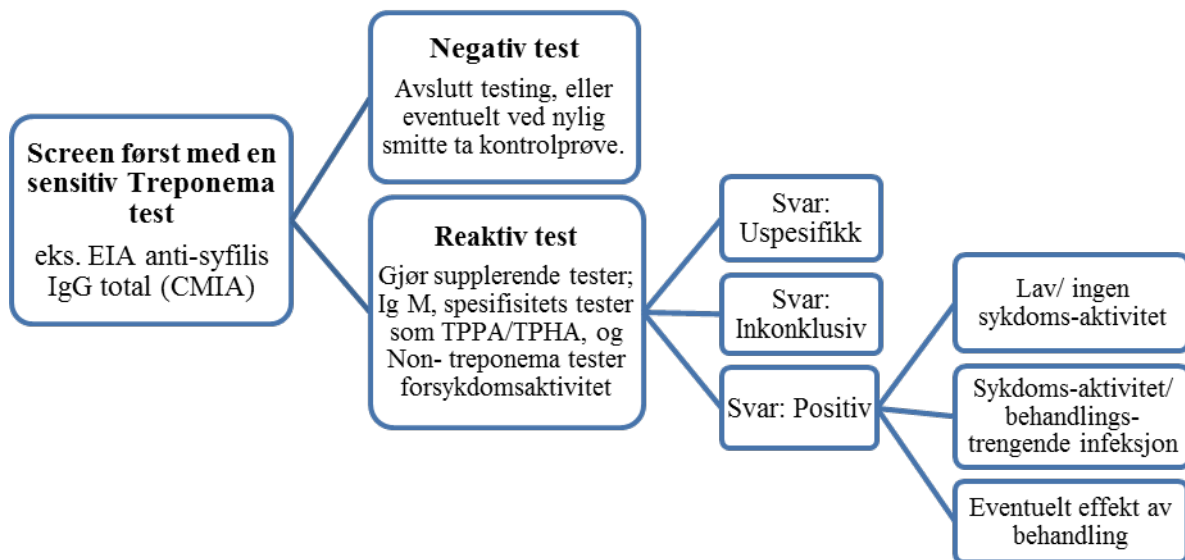 Screen først med en
sensitiv Treponema
test
eks. EIA anti-syfilis
IgG total (CMIA)
Negativ test
Avslutt testing, eller
eventuelt ved nylig
smitte ta kontrolprøve.
Reaktiv test
Gjør supplerende tester;
Ig M, spesifisitets tester
som TPPA/TPHA, og
Non- treponema tester
forsykdomsaktivitet
Svar:
Uspesifikk
Svar:
Inkonklusiv
Svar: Positiv
Lav/ ingen
sykdoms-aktivitet
Sykdoms-aktivitet/
behandlings-
trengende infeksjon
Eventuelt effekt av
behandling